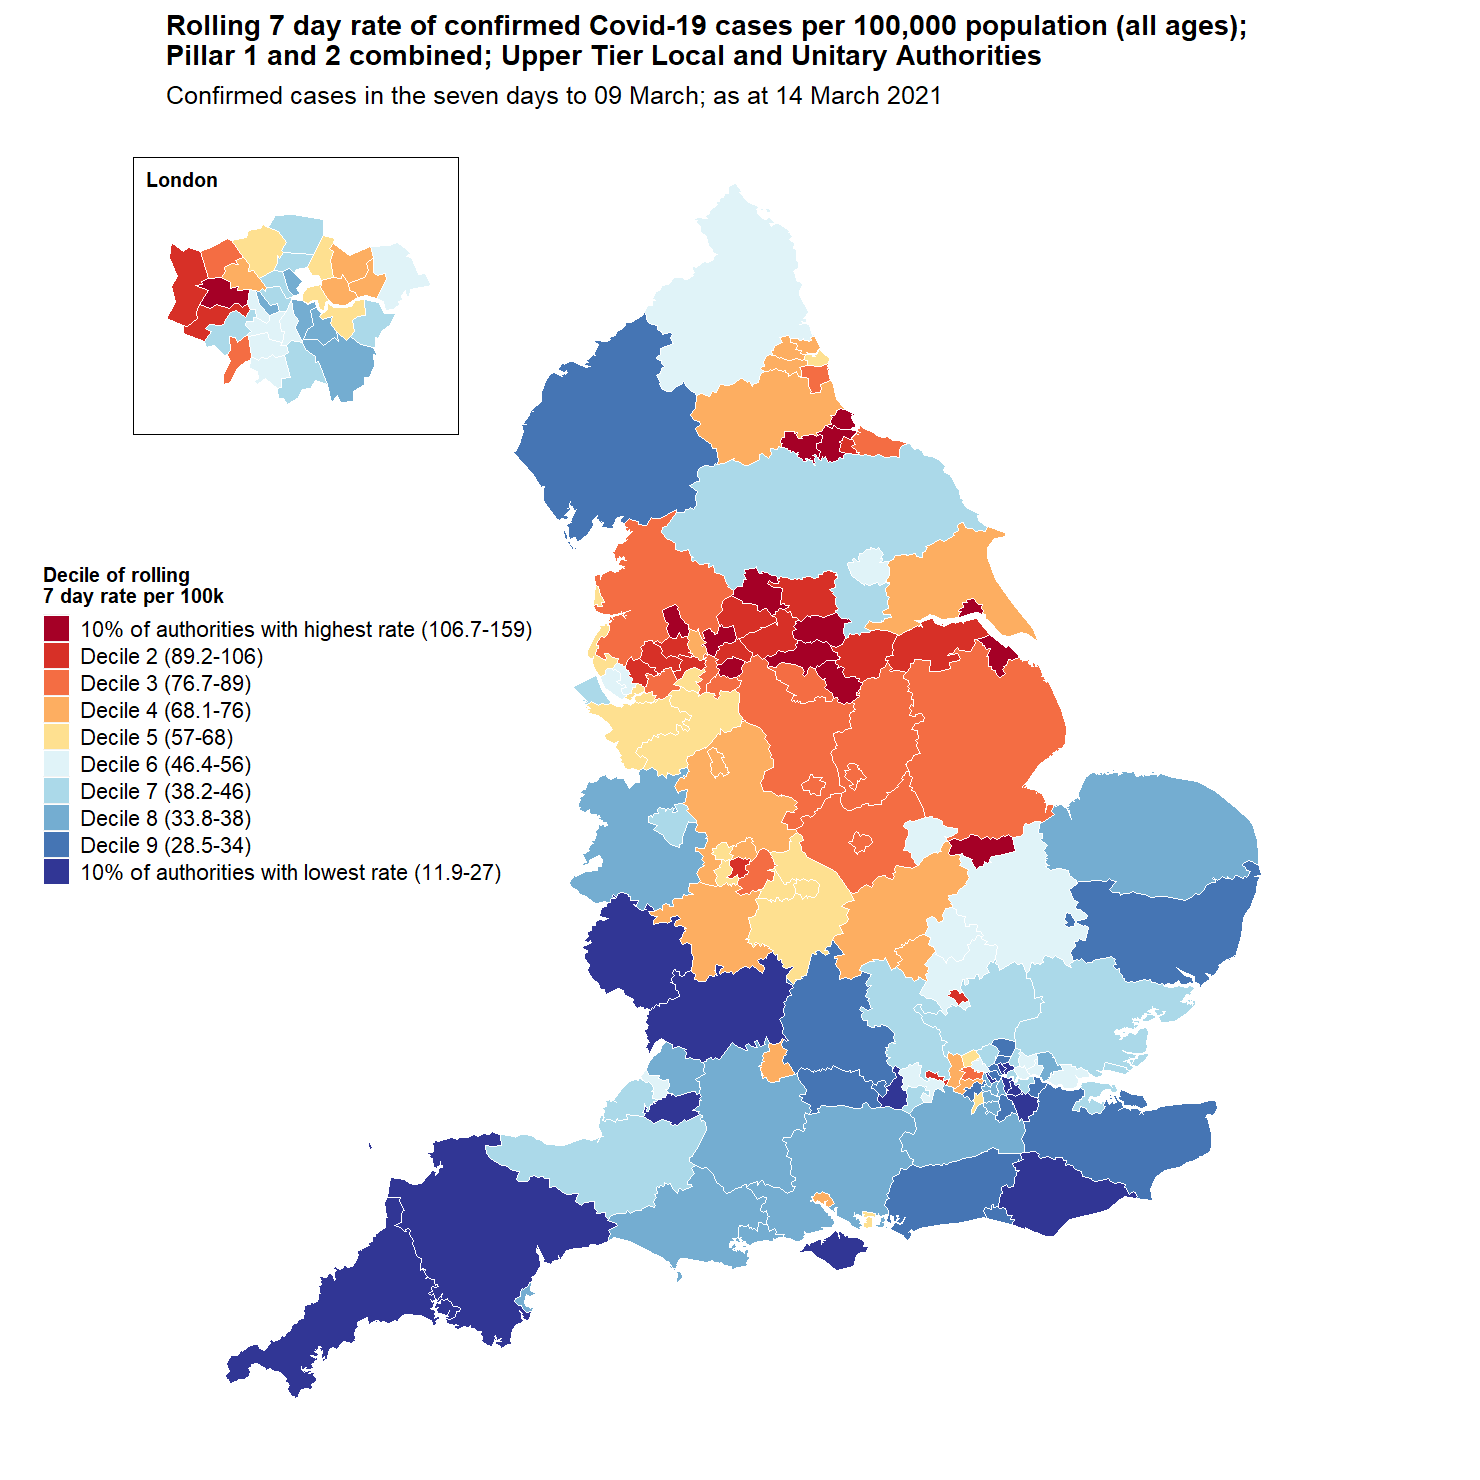 Rolling 7 day rate of confirmed Covid-19 cases per 100,000 population (all ages);
Pillar 1 and 2 combined; Upper Tier Local and Unitary Authorities
Confirmed cases in the seven days to 09 March; as at 14 March 2021
London
Decile of rolling
7 day rate per 100k
10% of authorities with highest rate (106.7-159)
Decile 2 (89.2-106)
Decile 3 (76.7-89)
Decile 4 (68.1-76)
Decile 5 (57-68)
Decile 6 (46.4-56)
Decile 7 (38.2-46)
Decile 8 (33.8-38)
Decile 9 (28.5-34)
10% of authorities with lowest rate (11.9-27)